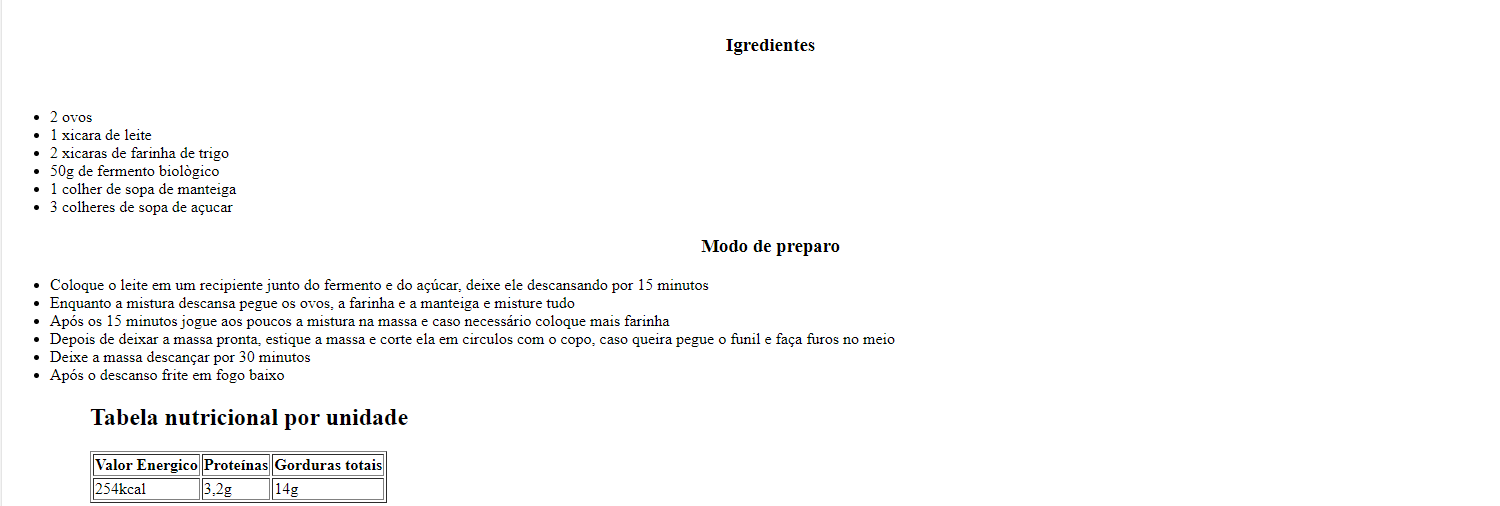 Igredientes
2 ovos
1 xicara de leite
2 xicaras de farinha de trigo
50g de fermento biològico
1 colher de sopa de manteiga
3 colheres de sopa de açucar
Modo de preparo
Coloque o leite em um recipiente junto do fermento e do açúcar, deixe ele descansando por 15 minutos
Enquanto a mistura descansa pegue os ovos, a farinha e a manteiga e misture tudo
Após os 15 minutos jogue aos poucos a mistura na massa e caso necessário coloque mais farinha
Depois de deixar a massa pronta, estique a massa e corte ela em circulos com o copo, caso queira pegue o funil e faça furos no meio
Deixe a massa descançar por 30 minutos
Após o descanso frite em fogo baixo
Tabela nutricional por unidade
Valor Energico Proteínas Gorduras totais
254kcal 3,2g 14g